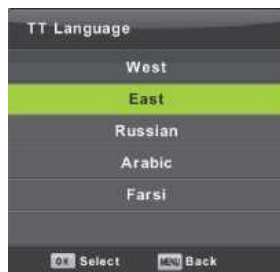 TT Language
West
East
Russian
Arabic
Farsi
OK Select MENU Back